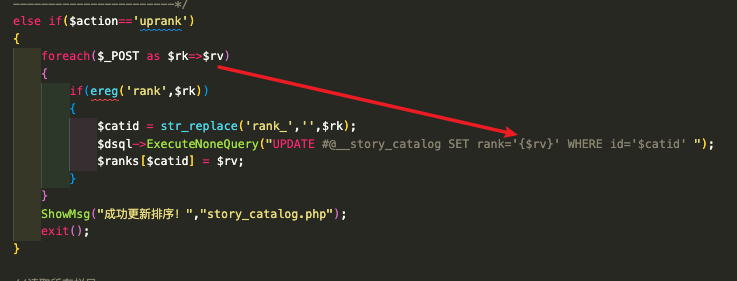 -----------------------*/
else if($action=='uprank')
{
foreach($_POST as $rk=>$rv)
{
if(ereg('rank',$rk))
{
$catid = str_replace('rank_','',$rk);
$dsql->ExecuteNoneQuery("UPDATE #@__story_catalog SET rank='{$rv}' WHERE id='$catid' ");
$ranks[$catid] = $rv;
}
}
ShowMsg("成功更新排序！","story_catalog.php");
exit();
}